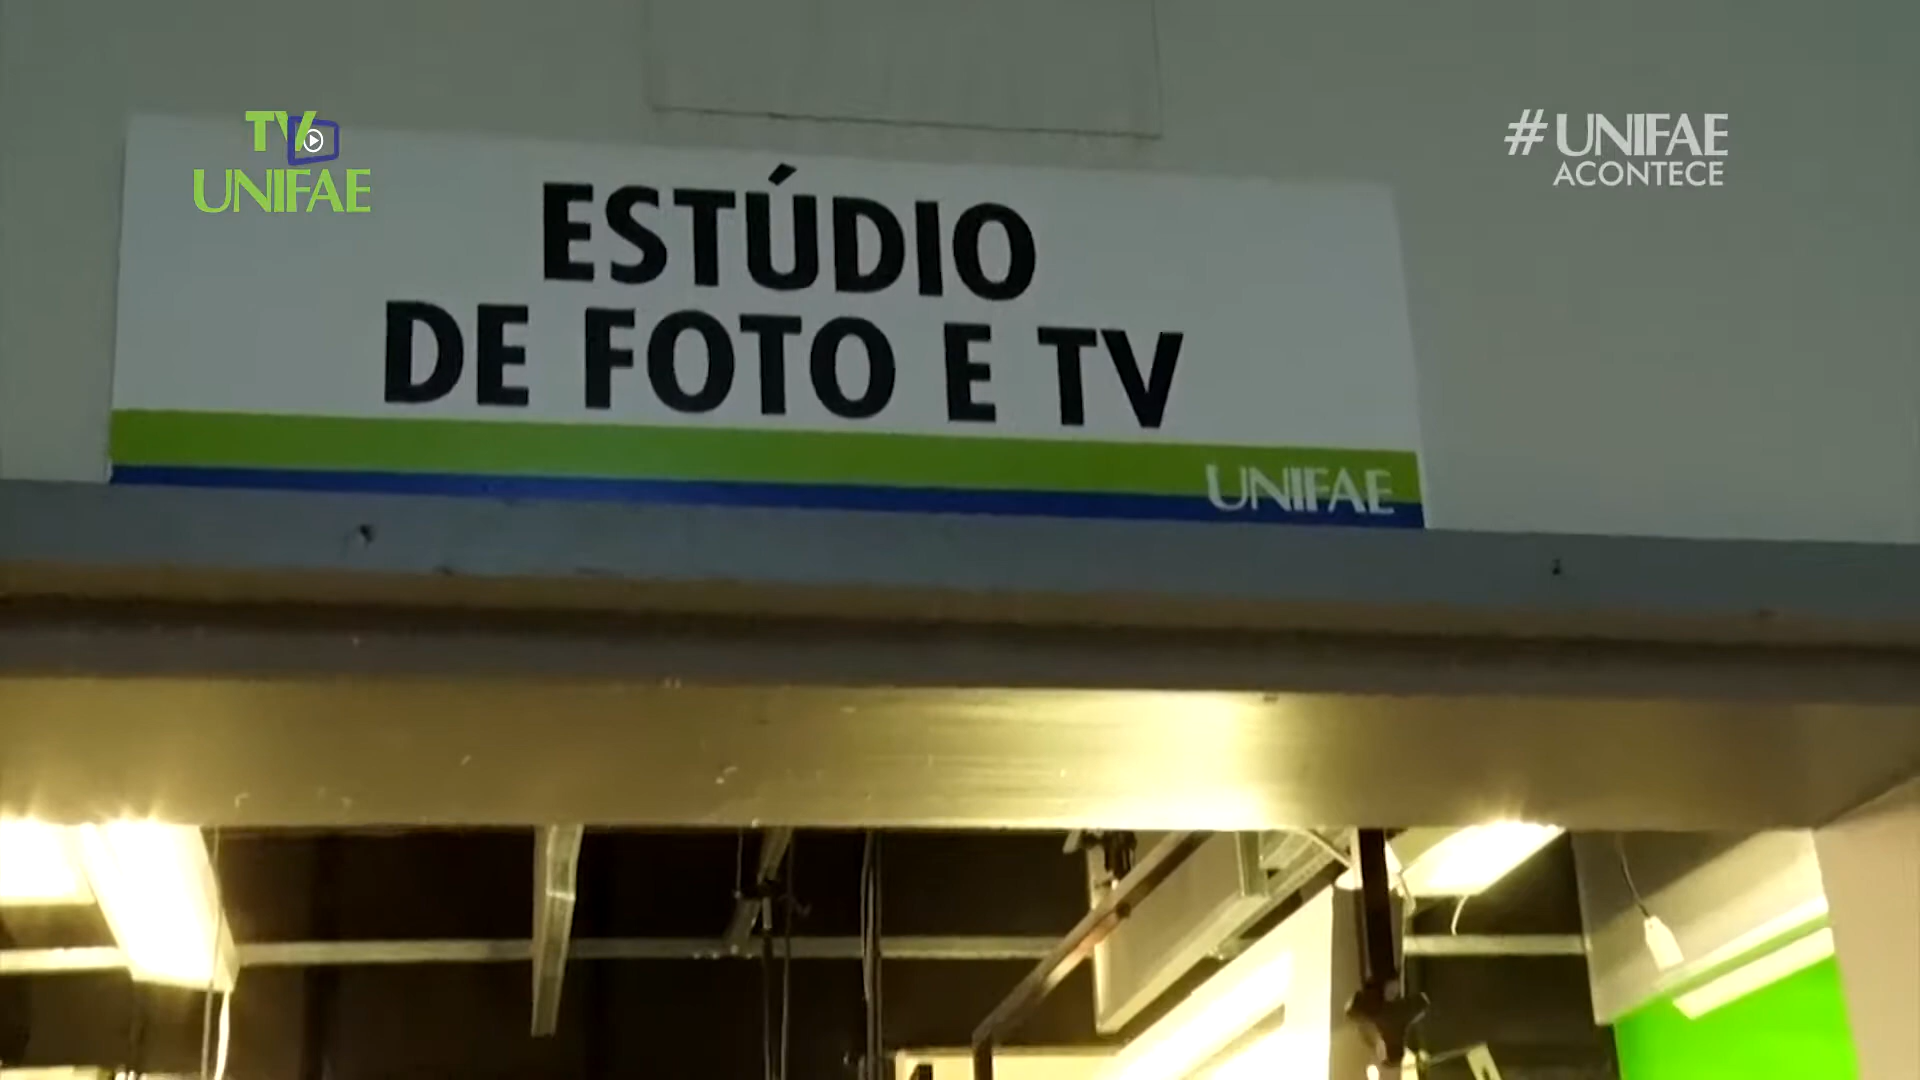 TV
UNIFAE
#UNIFAE
ACONTECE
ESTÚDIO
DE FOTO E TV
UNIFAE